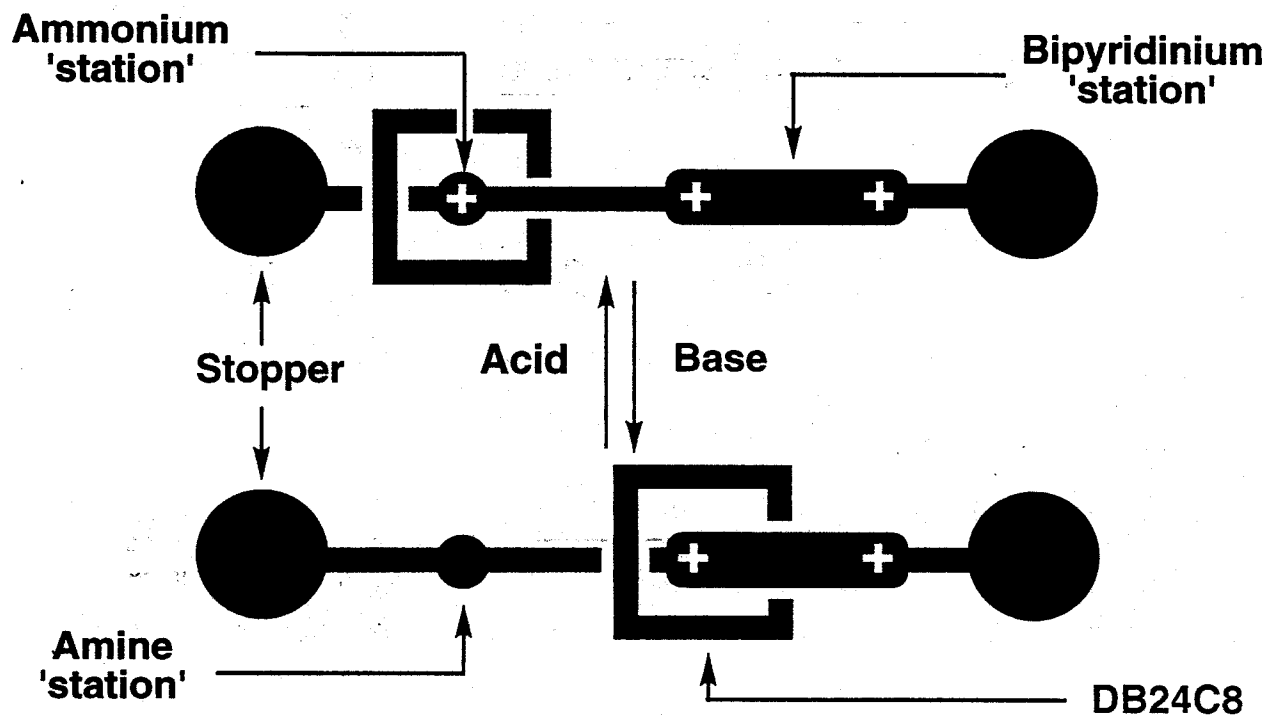 Ammonium
'station'
Bipyridinium
'station'
+
+
+
Stopper
Acid
Base
+
+
Amine
'station'
DB24C8